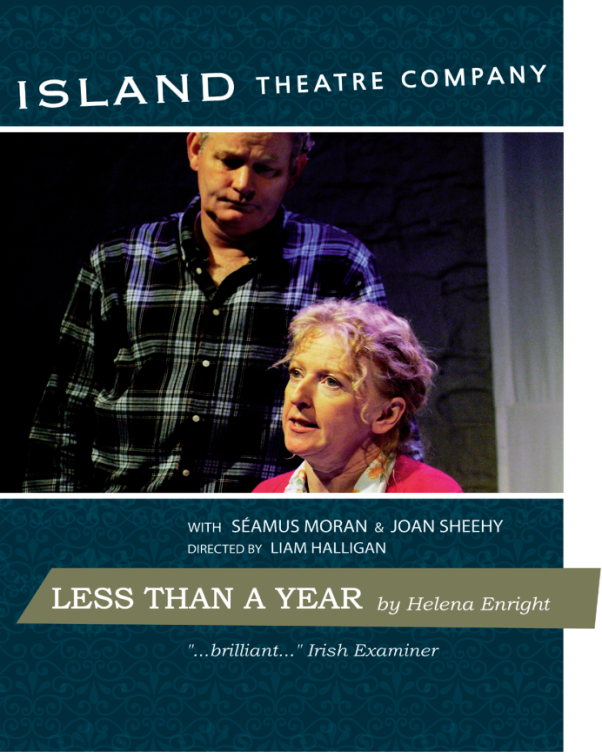 ISLAND THEATRE COMPANY
WITH SÉAMUS MORAN & JOAN SHEEHY
DIRECTED BY LIAM HALLIGAN
LESS THAN A YEAR by Helena Enright
"...brilliant..." Irish Examiner